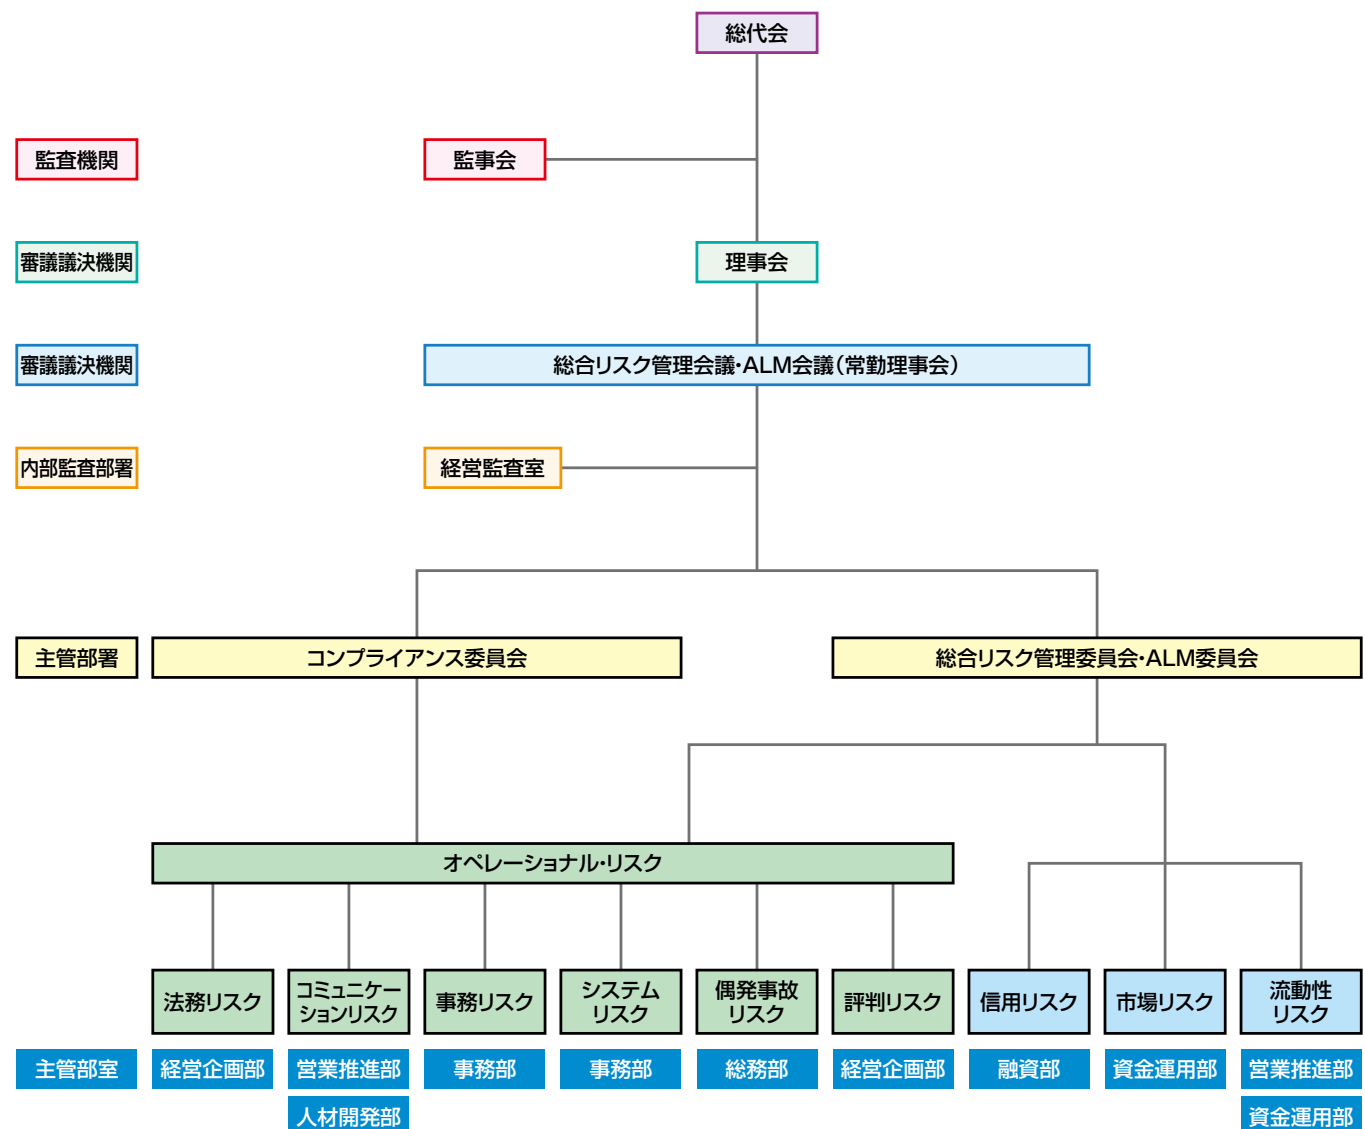 総代会
監査機関
監事会
審議議決機関
理事会
審議議決機関
総合リスク管理会議・ALM会議(常勤理事会)
内部監査部署
経営監査室
主管部署
コンプライアンス委員会
総合リスク管理委員会・ALM委員会
オペレーショナル・リスク
法務リスク
コミュニケー
ションリスク
事務リスク
システム
リスク
偶発事故
リスク
評判リスク
信用リスク
市場リスク
流動性
リスク
主管部室
経営企画部
営業推進部
事務部
事務部
総務部
経営企画部
融資部
資金運用部
営業推進部
人材開発部
資金運用部